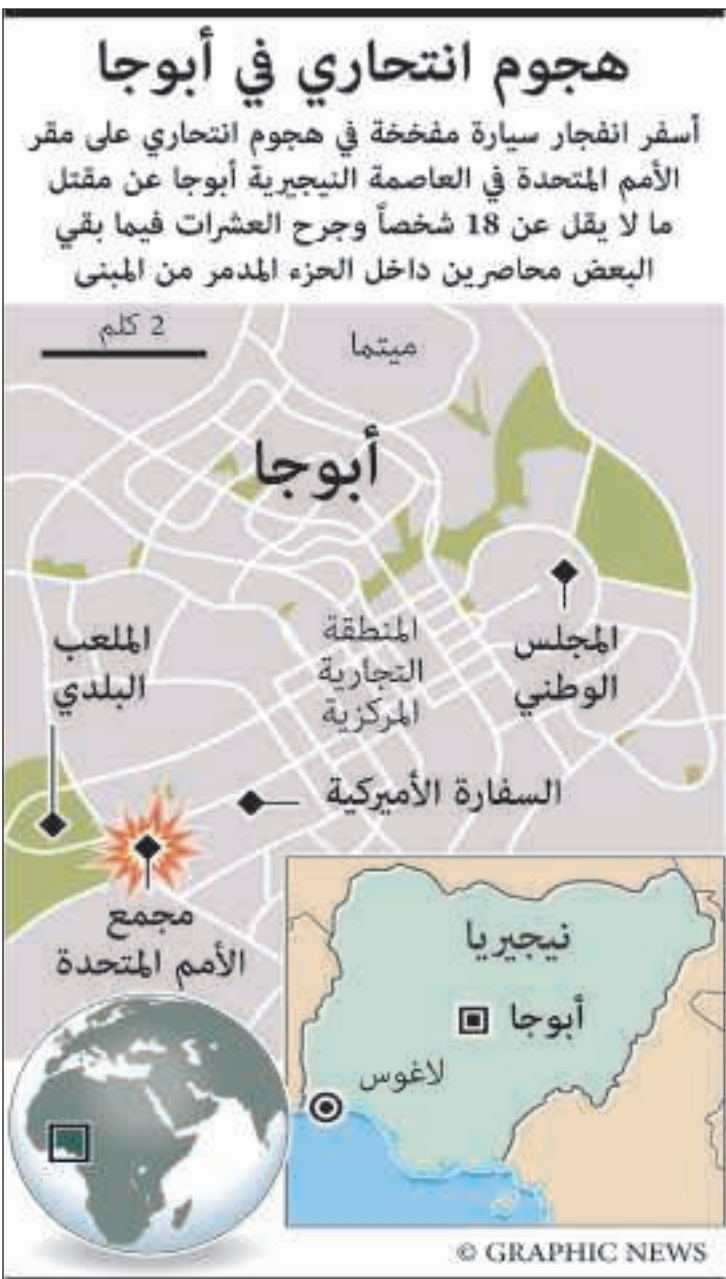 هجوم انتحاري في أبوجا
أسفر انفجار سيارة مفخخة في هجوم انتحاري على مقر
الأمم المتحدة في العاصمة النيجيرية أبوجا عن مقتل
ما لا يقل عن 18 شخصاً وجرح العشرات فيما بقي
البعض محاصرين داخل الحزء المدمر من المبنى
2 كلم
ميتما
أبوجا
المجلس
الوطني
المنطقة
التجارية
المركزية
الملعب
البلدي
السفارة الأميركية
مجمع
الأمم المتحدة
نيجيريا
أبوجا
لاغوس
© GRAPHIC NEWS